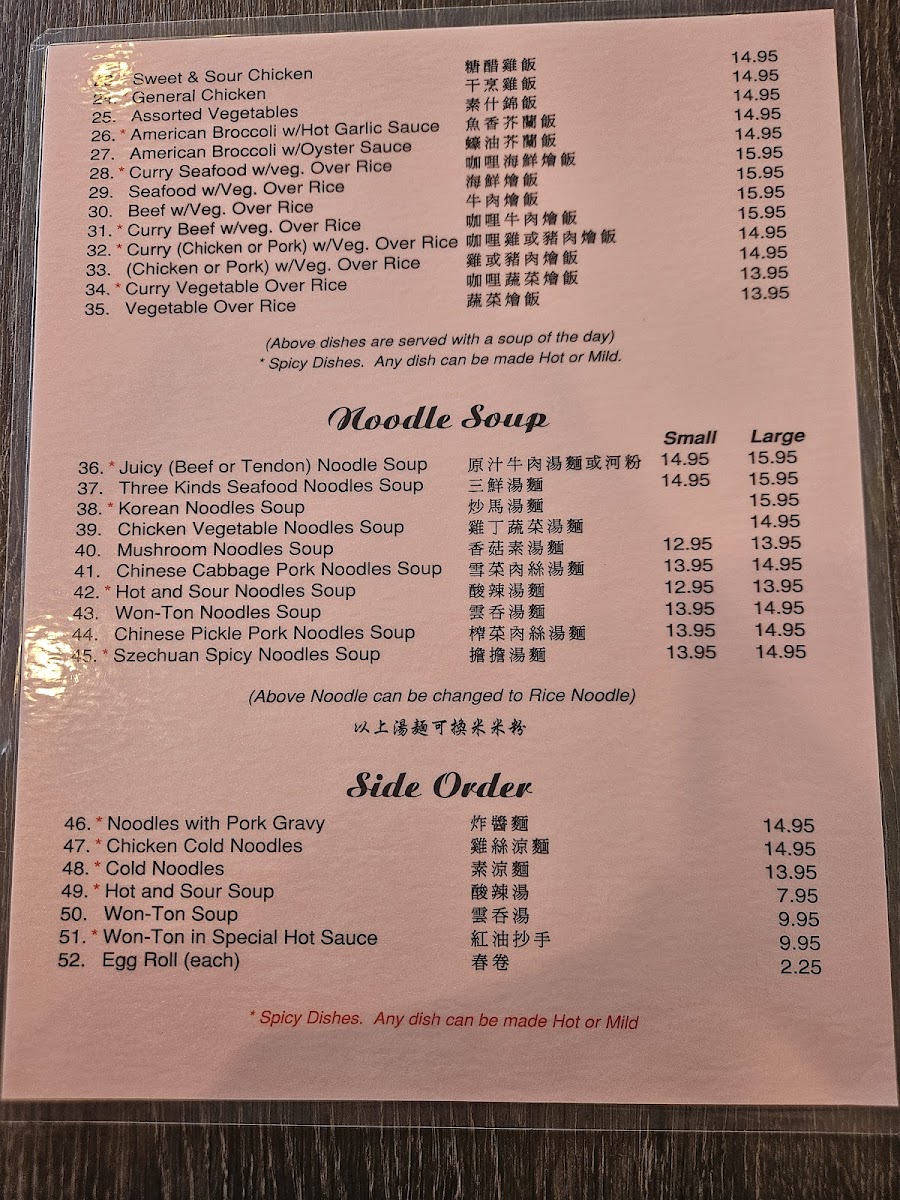 23. Sweet & Sour Chicken 糖醋雞飯 14.95
24. * General Chicken 干烹雞飯 14.95
25. Assorted Vegetables 素什錦飯 14.95
26. * American Broccoli w/Hot Garlic Sauce 魚香芥蘭飯 14.95
27. American Broccoli w/Oyster Sauce 蠔油芥蘭飯 14.95
28. * Curry Seafood w/veg. Over Rice 咖哩海鮮燴飯 15.95
29. Seafood w/Veg. Over Rice 海鮮燴飯 15.95
30. Beef w/Veg. Over Rice 牛肉燴飯 15.95
31. * Curry Beef w/veg. Over Rice 咖哩牛肉燴飯 15.95
32. * Curry (Chicken or Pork) w/Veg. Over Rice 咖哩雞或豬肉燴飯 14.95
33. (Chicken or Pork) w/Veg. Over Rice 雞或豬肉燴飯 14.95
34. * Curry Vegetable Over Rice 咖哩蔬菜燴飯 13.95
35. Vegetable Over Rice 蔬菜燴飯 13.95
(Above dishes are served with a soup of the day)
* Spicy Dishes. Any dish can be made Hot or Mild.
Noodle Soup
Small Large
36. * Juicy (Beef or Tendon) Noodle Soup 原汁牛肉湯麵或河粉 14.95 15.95
37. Three Kinds Seafood Noodles Soup 三鮮湯麵 14.95 15.95
38. * Korean Noodles Soup 炒馬湯麵 15.95
39. Chicken Vegetable Noodles Soup 雞丁蔬菜湯麵 14.95
40. Mushroom Noodles Soup 香菇素湯麵 12.95 13.95
41. Chinese Cabbage Pork Noodles Soup 雪菜肉絲湯麵 13.95 14.95
42. * Hot and Sour Noodles Soup 酸辣湯麵 12.95 13.95
43. Won-Ton Noodles Soup 雲吞湯麵 13.95 14.95
44. Chinese Pickle Pork Noodles Soup 榨菜肉絲湯麵 13.95 14.95
45. * Szechuan Spicy Noodles Soup 擔擔湯麵 13.95 14.95
(Above Noodle can be changed to Rice Noodle)
以上湯麵可換米米粉
Side Order
46. * Noodles with Pork Gravy 炸醬麵 14.95
47. * Chicken Cold Noodles 雞絲涼麵 14.95
48. * Cold Noodles 素涼麵 13.95
49. * Hot and Sour Soup 酸辣湯 7.95
50. Won-Ton Soup 雲吞湯 9.95
51. * Won-Ton in Special Hot Sauce 紅油抄手 9.95
52. Egg Roll (each) 春卷 2.25
* Spicy Dishes. Any dish can be made Hot or Mild